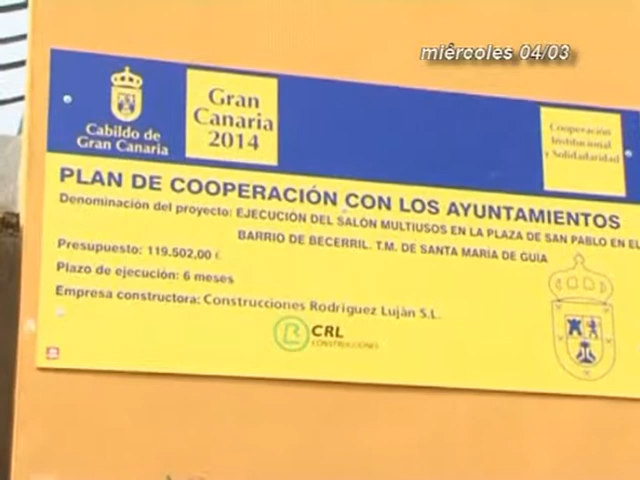 miércoles 04/03
Cabildo de
Gran Canaria
Gran
Canaria
2014
Cooperación
Institucional
y Solidaridad
PLAN DE COOPERACIÓN CON LOS AYUNTAMIENTOS
Denominación del proyecto: EJECUCIÓN DEL SALÓN MULTIUSOS EN LA PLAZA DE SAN PABLO EN EL
BARRIO DE BECERRIL. T.M. DE SANTA MARÍA DE GUÍA
Presupuesto: 119.502,00 €
Plazo de ejecución: 6 meses
Empresa constructora: Construcciones Rodríguez Luján S.L.
CRL
CONSTRUCCIONES